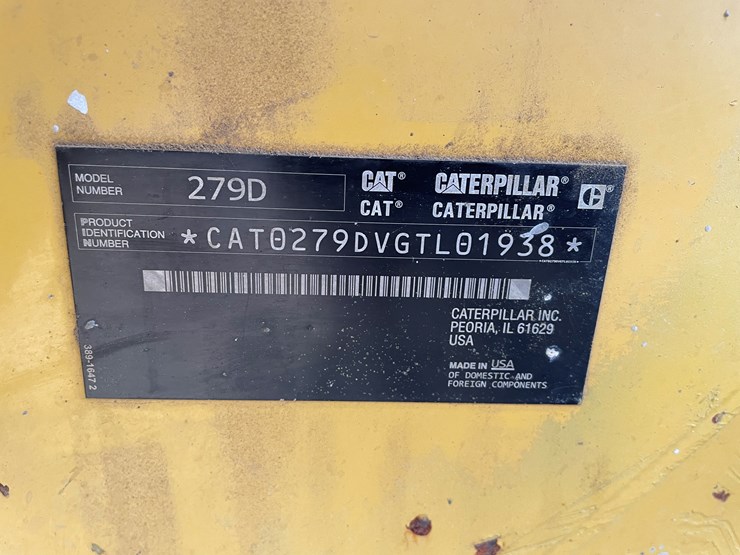 MODEL NUMBER 279D
CAT® CATERPILLAR® C®
CAT® CATERPILLAR®
PRODUCT IDENTIFICATION NUMBER *CAT0279DVGTL01938*
CATERPILLAR INC.
PEORIA, IL 61629
USA
MADE IN USA
OF DOMESTIC AND
FOREIGN COMPONENTS
389-1647 2